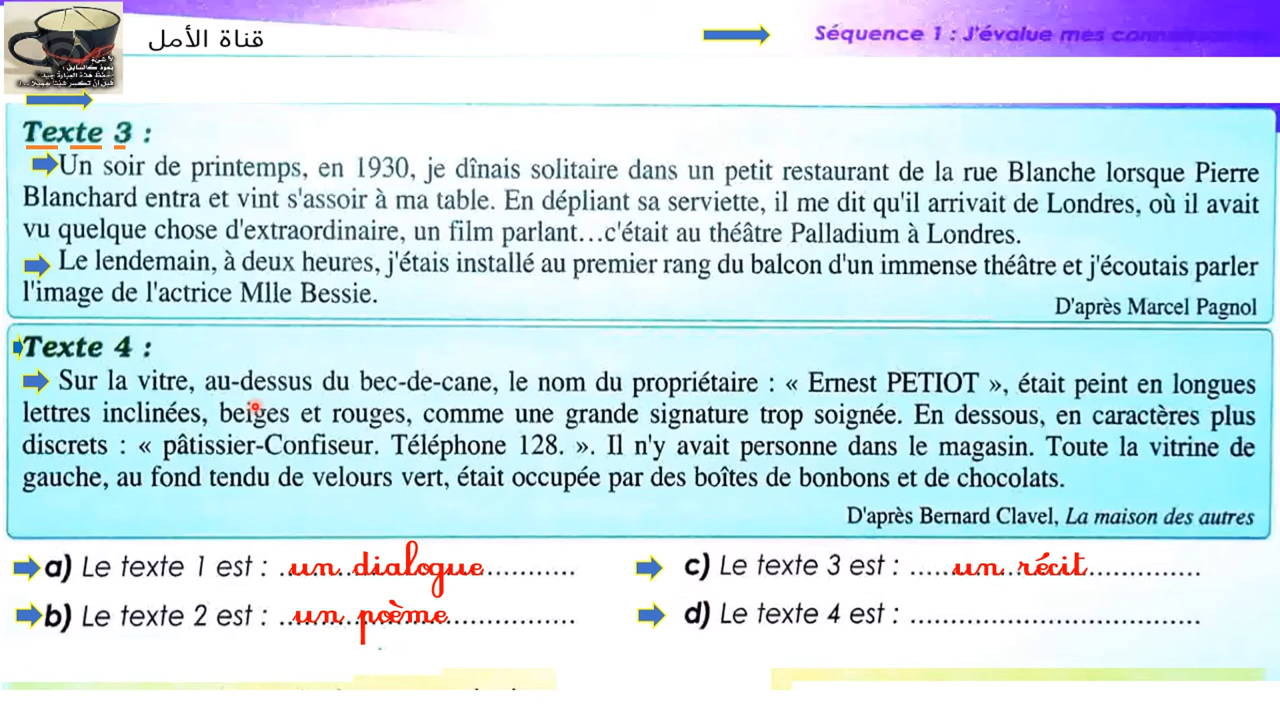 قناة الأمل
Séquence 1 : J'évalue mes
Texte 3 :
Un soir de printemps, en 1930, je dînais solitaire dans un petit restaurant de la rue Blanche lorsque Pierre
Blanchard entra et vint s'assoir à ma table. En dépliant sa serviette, il me dit qu'il arrivait de Londres, où il avait
vu quelque chose d'extraordinaire, un film parlant...c'était au théâtre Palladium à Londres.
Le lendemain, à deux heures, j'étais installé au premier rang du balcon d'un immense théâtre et j'écoutais parler
l'image de l'actrice Mlle Bessie.
D'après Marcel Pagnol
Texte 4 :
Sur la vitre, au-dessus du bec-de-cane, le nom du propriétaire : « Ernest PETIOT », était peint en longues
lettres inclinées, beiges et rouges, comme une grande signature trop soignée. En dessous, en caractères plus
discrets : « pâtissier-Confiseur. Téléphone 128. ». Il n'y avait personne dans le magasin. Toute la vitrine de
gauche, au fond tendu de velours vert, était occupée par des boîtes de bonbons et de chocolats.
D'après Bernard Clavel, La maison des autres
a) Le texte 1 est : un dialogue
c) Le texte 3 est : un récit
b) Le texte 2 est : un poème
d) Le texte 4 est : ....................................